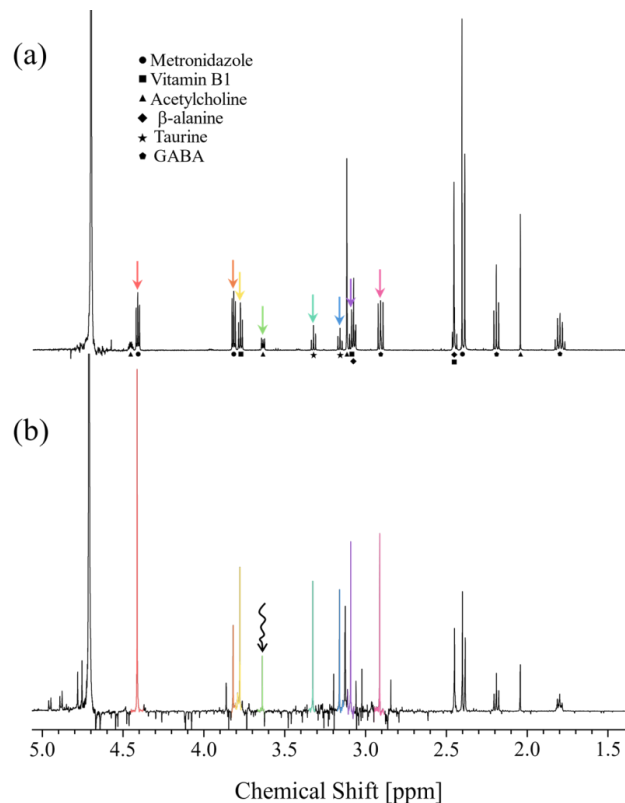 (a)
● Metronidazole
■ Vitamin B1
▲ Acetylcholine
◆ β-alanine
★ Taurine
⬟ GABA
(b)
5.0 4.5 4.0 3.5 3.0 2.5 2.0 1.5
Chemical Shift [ppm]